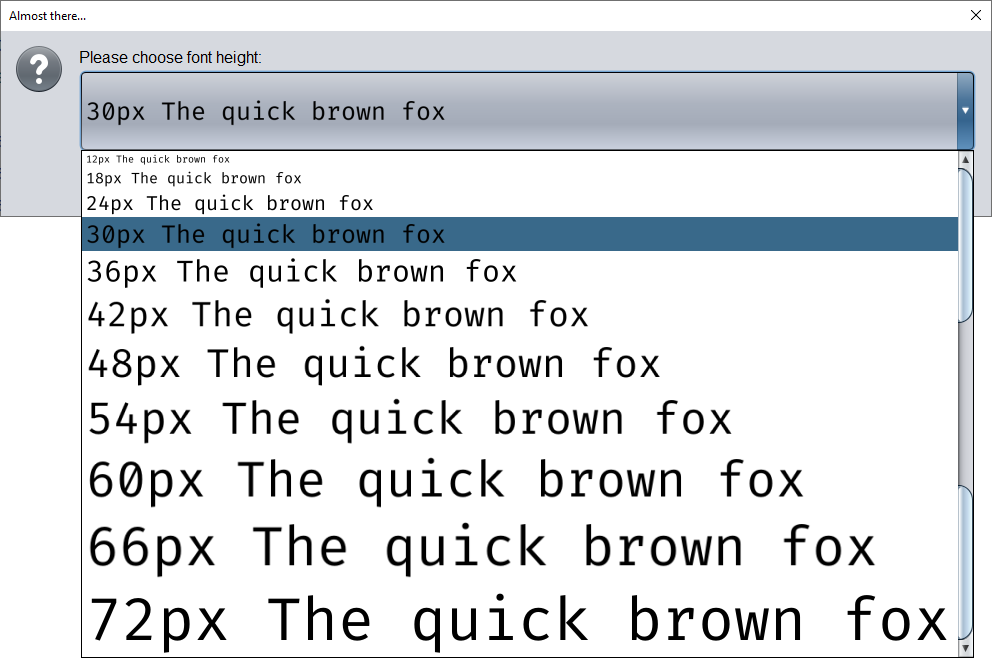 Almost there...
Please choose font height:
30px The quick brown fox
12px The quick brown fox
18px The quick brown fox
24px The quick brown fox
30px The quick brown fox
36px The quick brown fox
42px The quick brown fox
48px The quick brown fox
54px The quick brown fox
60px The quick brown fox
66px The quick brown fox
72px The quick brown fox